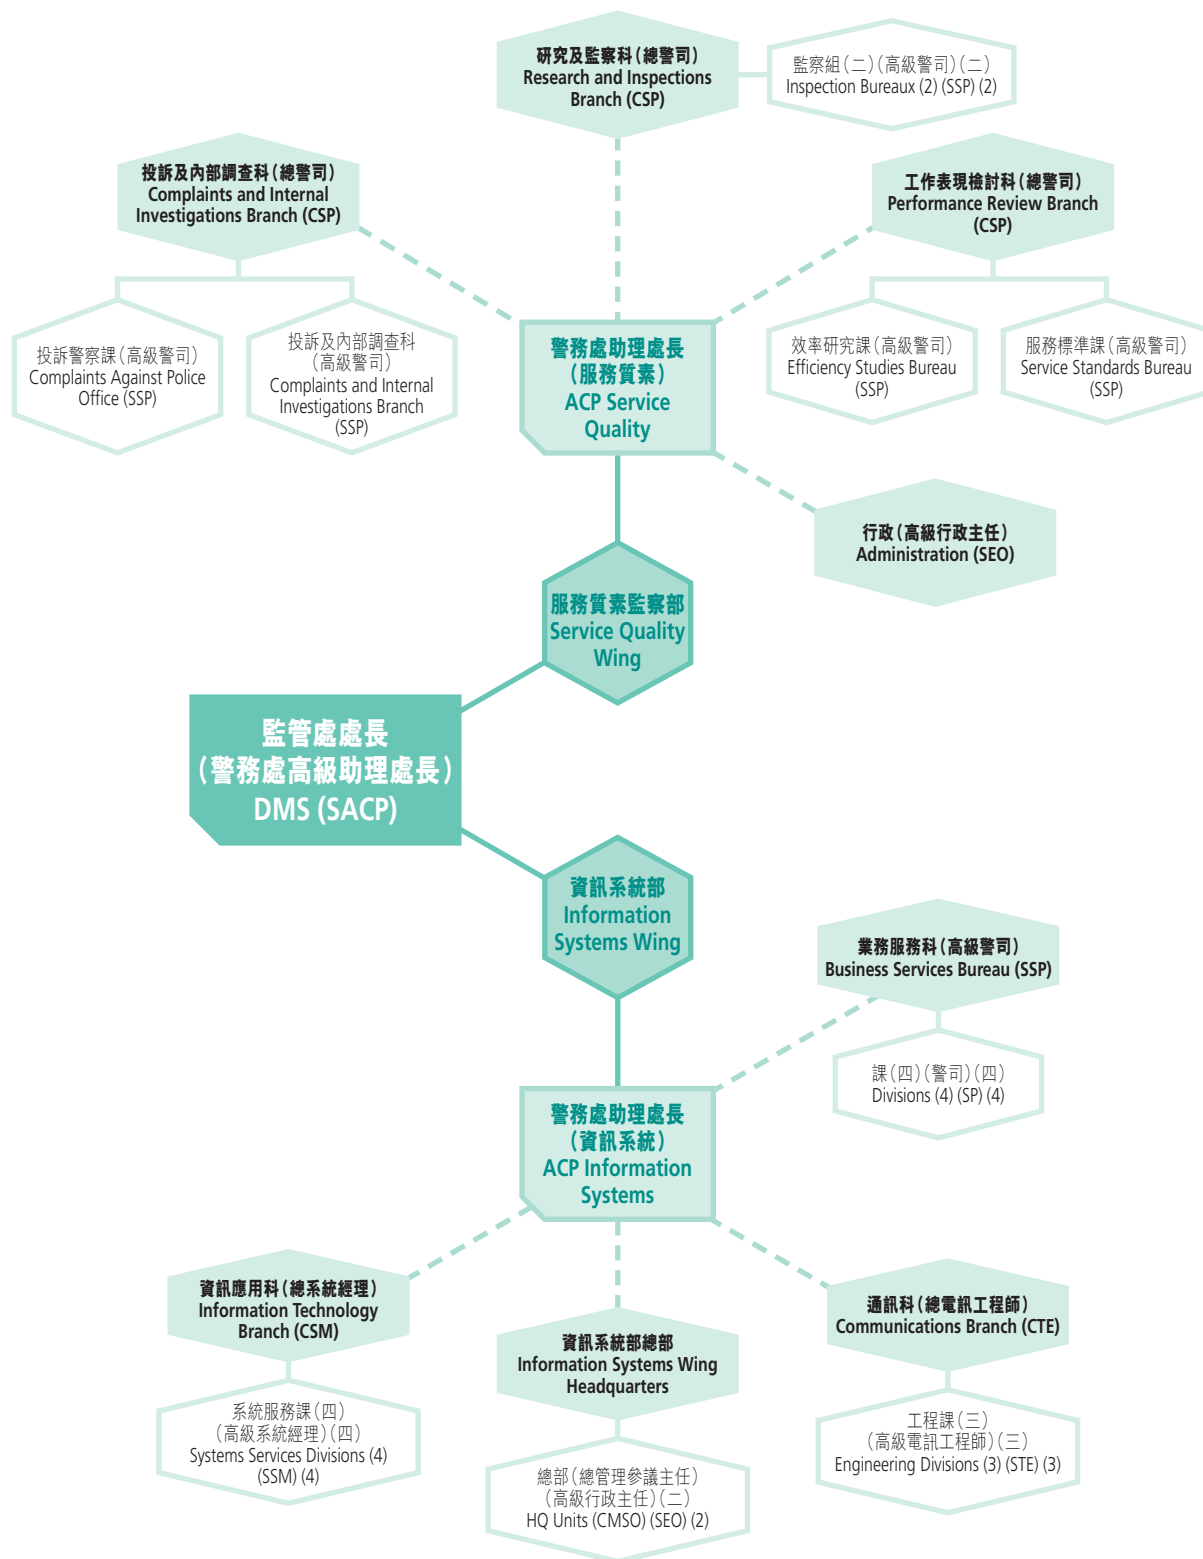 研究及監察科（總警司）
Research and Inspections
Branch (CSP)
監察組（二）（高級警司）（二）
Inspection Bureaux (2) (SSP) (2)
投訴及內部調查科（總警司）
Complaints and Internal
Investigations Branch (CSP)
工作表現檢討科（總警司）
Performance Review Branch
(CSP)
投訴警察課（高級警司）
Complaints Against Police
Office (SSP)
投訴及內部調查科
（高級警司）
Complaints and Internal
Investigations Branch
(SSP)
警務處助理處長
（服務質素）
ACP Service
Quality
效率研究課（高級警司）
Efficiency Studies Bureau
(SSP)
服務標準課（高級警司）
Service Standards Bureau
(SSP)
行政（高級行政主任）
Administration (SEO)
服務質素監察部
Service Quality
Wing
監管處處長
（警務處高級助理處長）
DMS (SACP)
資訊系統部
Information
Systems Wing
業務服務科（高級警司）
Business Services Bureau (SSP)
課（四）（警司）（四）
Divisions (4) (SP) (4)
警務處助理處長
（資訊系統）
ACP Information
Systems
資訊應用科（總系統經理）
Information Technology
Branch (CSM)
資訊系統部總部
Information Systems Wing
Headquarters
通訊科（總電訊工程師）
Communications Branch (CTE)
系統服務課（四）
（高級系統經理）（四）
Systems Services Divisions (4)
(SSM) (4)
總部（總管理參議主任）
（高級行政主任）（二）
HQ Units (CMSO) (SEO) (2)
工程課（三）
（高級電訊工程師）（三）
Engineering Divisions (3) (STE) (3)